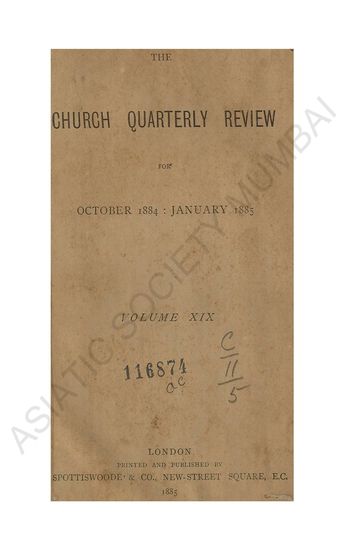 THE
CHURCH QUARTERLY REVIEW
FOR
OCTOBER 1884 : JANUARY 1885
VOLUME XIX
116874
ac
C
11
5
LONDON
PRINTED AND PUBLISHED BY
SPOTTISWOODE & CO., NEW-STREET SQUARE, E.C.
1885
ASIATIC SOCIETY MUMBAI